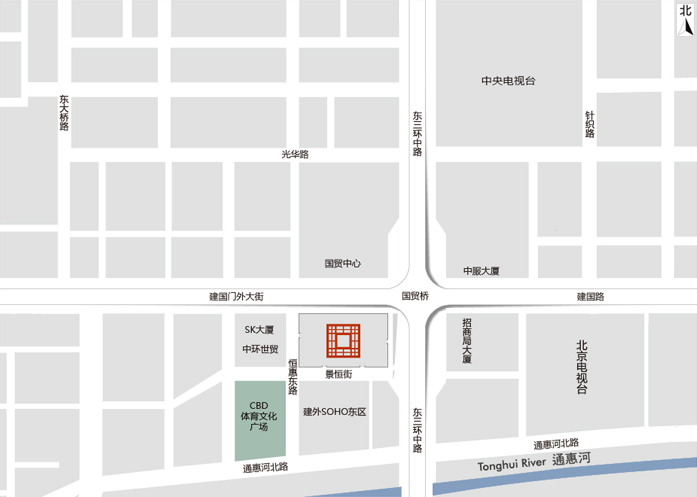 北
中央电视台
东大桥路
东三环中路
针织路
光华路
国贸中心
中服大厦
建国门外大街
国贸桥
建国路
SK大厦
中环世贸
恒惠东路
景恒街
招商局大厦
北京电视台
CBD
体育文化
广场
建外SOHO东区
东三环中路
通惠河北路
通惠河北路
Tonghui River 通惠河